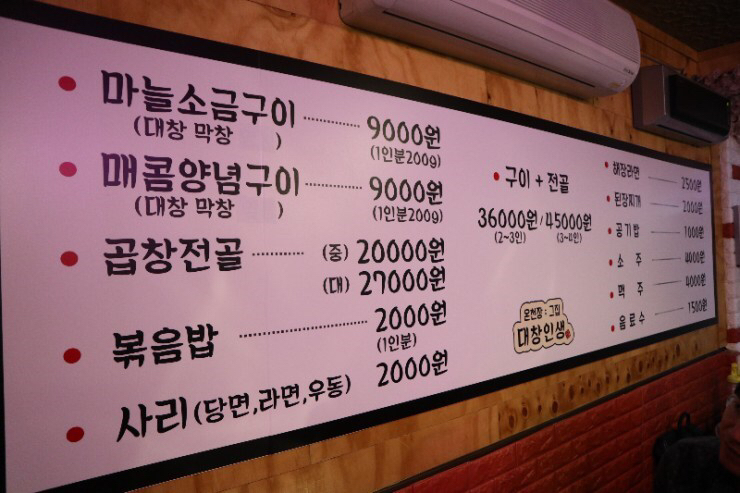 마늘소금구이 ............ 9000원
(대창 막창 ) (1인분200g)
매콤양념구이 ............ 9000원
(대창 막창 ) (1인분200g)
곱창전골 ............ (중) 20000원
(대) 27000원
볶음밥 ............ 2000원
(1인분)
사리(당면,라면,우동) 2000원
구이 + 전골
36000원 / 45000원
(2~3인) (3~4인)
온천장 : 그집
대창인생
해장라면 ............ 2500원
된장찌개 ............ 2000원
공기밥 ............ 1000원
소 주 ............ 4000원
맥 주 ............ 4000원
음료수 ............ 1500원